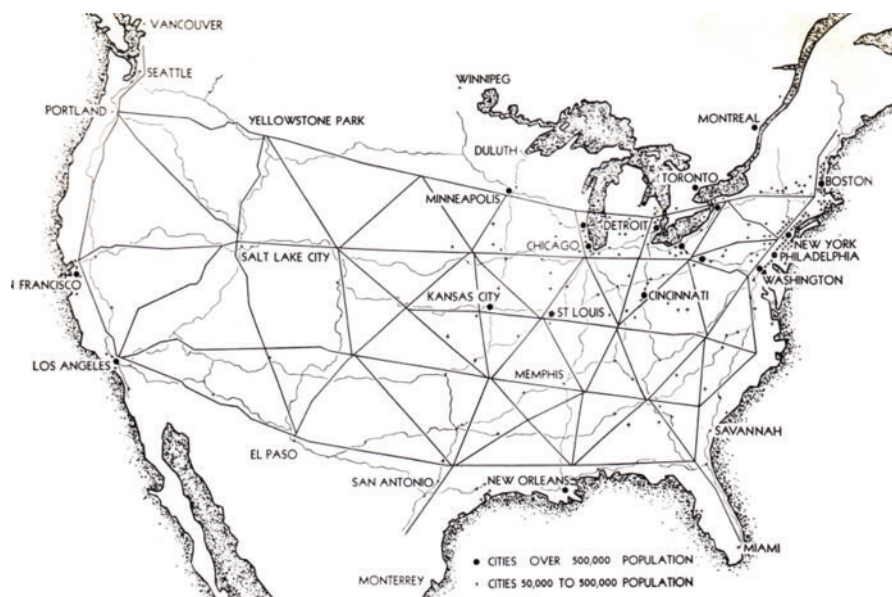 VANCOUVER
SEATTLE
PORTLAND
YELLOWSTONE PARK
WINNIPEG
DULUTH
MINNEAPOLIS
MONTREAL
TORONTO
BOSTON
DETROIT
CHICAGO
NEW YORK
PHILADELPHIA
WASHINGTON
SALT LAKE CITY
N FRANCISCO
KANSAS CITY
ST LOUIS
CINCINNATI
LOS ANGELES
MEMPHIS
SAVANNAH
EL PASO
SAN ANTONIO
NEW ORLEANS
MIAMI
MONTERREY
CITIES OVER 500,000 POPULATION
CITIES 50,000 TO 500,000 POPULATION